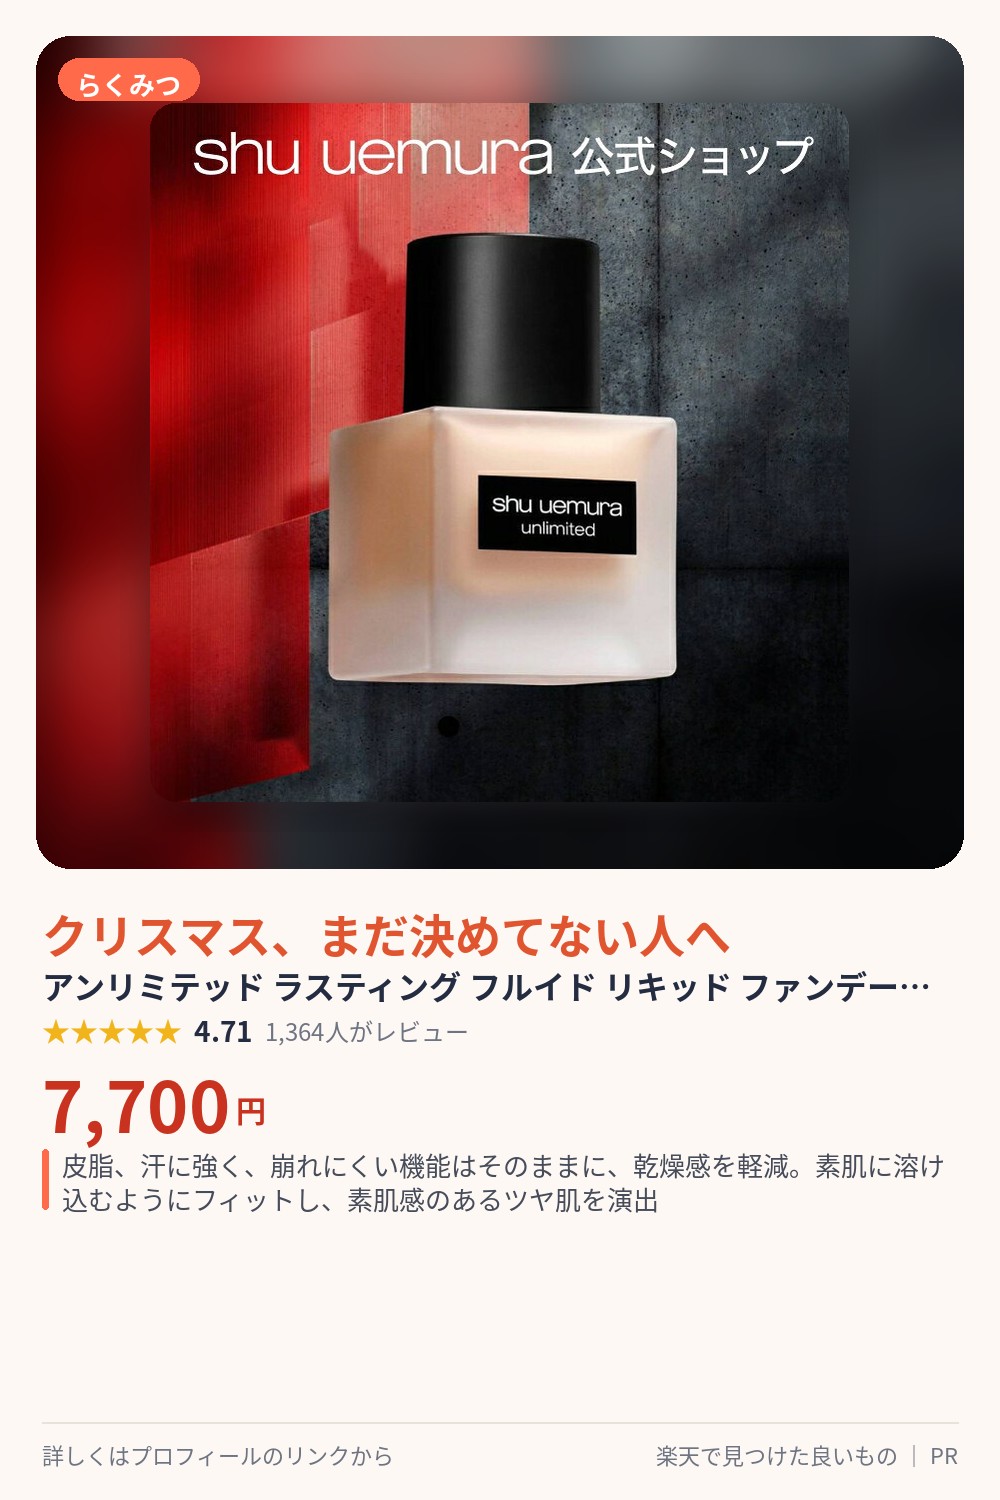 らくみつ
shu uemura 公式ショップ
shu uemura
unlimited
クリスマス、まだ決めてない人へ
アンリミテッド ラスティング フルイド リキッド ファンデー…
★★★★★ 4.71 1,364人がレビュー
7,700円
皮脂、汗に強く、崩れにくい機能はそのままに、乾燥感を軽減。素肌に溶け
込むようにフィットし、素肌感のあるツヤ肌を演出
詳しくはプロフィールのリンクから
楽天で見つけた良いもの | PR